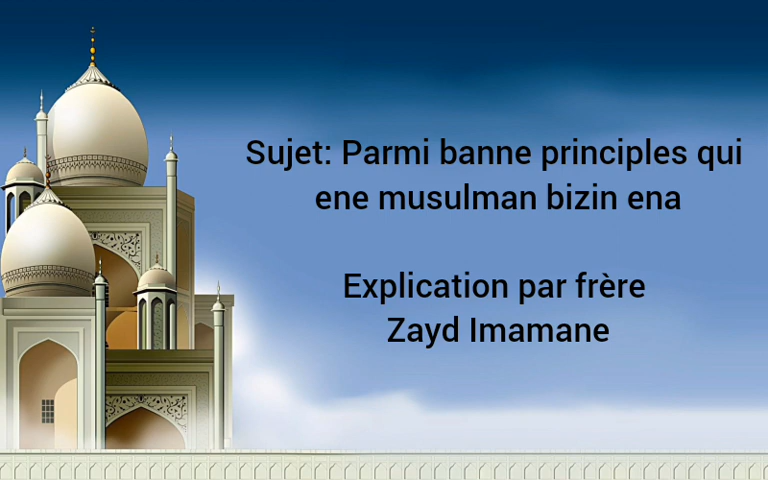 Sujet: Parmi banne principles qui
ene musulman bizin ena
Explication par frère
Zayd Imamane